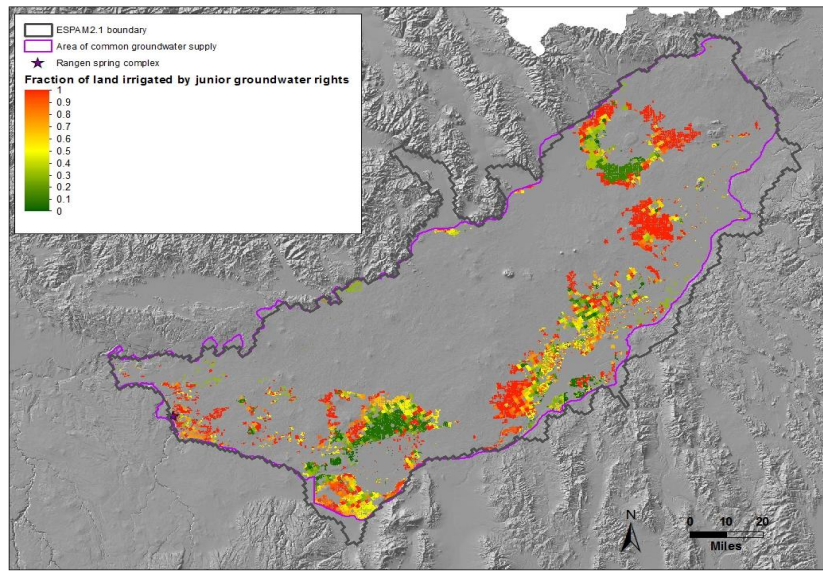 ESPAM2.1 boundary
Area of common groundwater supply
Rangen spring complex
Fraction of land irrigated by junior groundwater rights
1
0.9
0.8
0.7
0.6
0.5
0.4
0.3
0.2
0.1
0
N
0 10 20
Miles